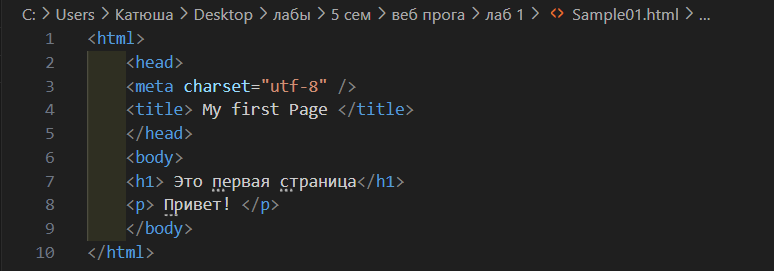 C: > Users > Катюша > Desktop > лабы > 5 сем > веб прога > лаб 1 > <> Sample01.html > ...
1 <html>
2 <head>
3 <meta charset="utf-8" />
4 <title> My first Page </title>
5 </head>
6 <body>
7 <h1> Это первая страница</h1>
8 <p> Привет! </p>
9 </body>
10 </html>